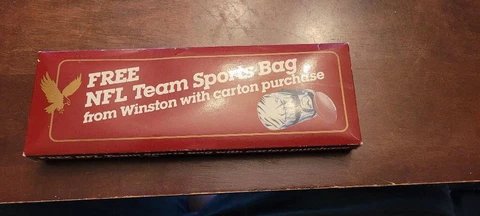 FREE
NFL Team Sports Bag
from Winston with carton purchase